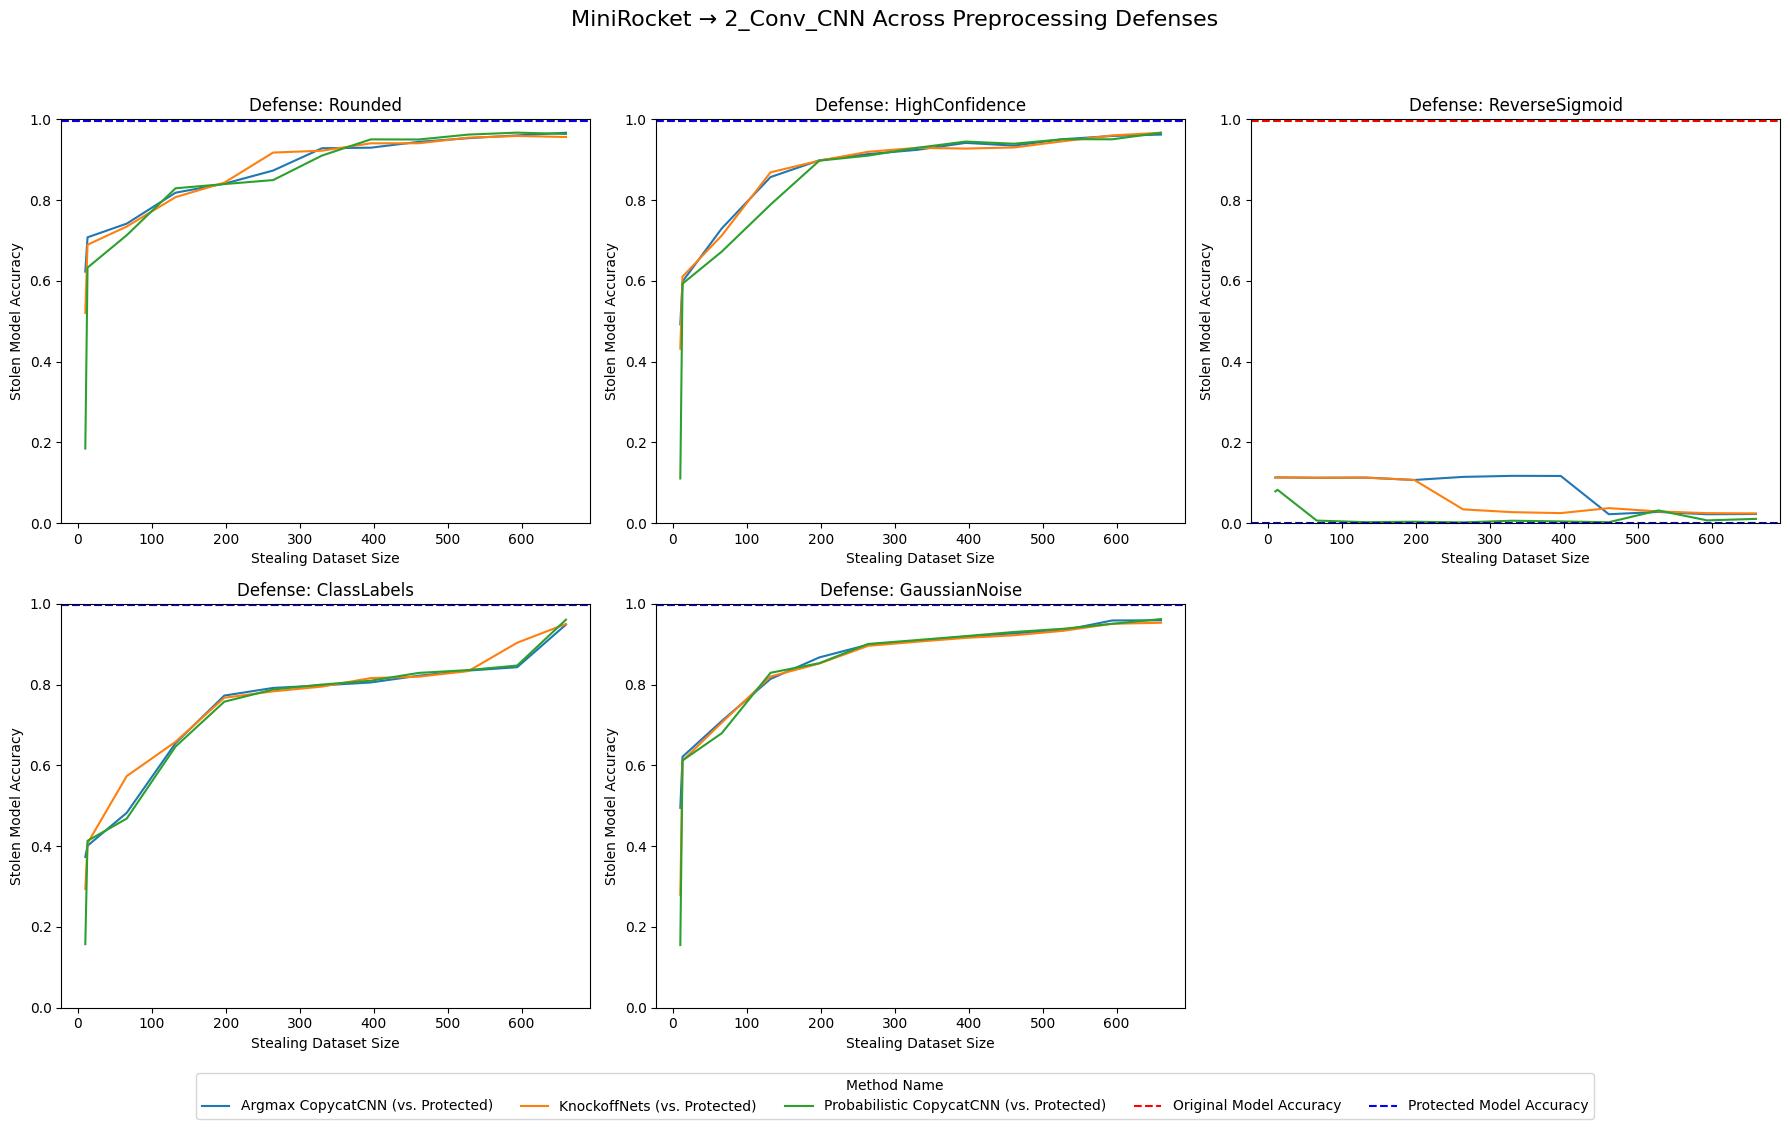 MiniRocket → 2_Conv_CNN Across Preprocessing Defenses
Defense: Rounded
1.0
0.8
0.6
0.4
0.2
0.0
Stolen Model Accuracy
0 100 200 300 400 500 600
Stealing Dataset Size
Defense: HighConfidence
1.0
0.8
0.6
0.4
0.2
0.0
Stolen Model Accuracy
0 100 200 300 400 500 600
Stealing Dataset Size
Defense: ReverseSigmoid
1.0
0.8
0.6
0.4
0.2
0.0
Stolen Model Accuracy
0 100 200 300 400 500 600
Stealing Dataset Size
Defense: ClassLabels
1.0
0.8
0.6
0.4
0.2
0.0
Stolen Model Accuracy
0 100 200 300 400 500 600
Stealing Dataset Size
Defense: GaussianNoise
1.0
0.8
0.6
0.4
0.2
0.0
Stolen Model Accuracy
0 100 200 300 400 500 600
Stealing Dataset Size
Method Name
Argmax CopycatCNN (vs. Protected) KnockoffNets (vs. Protected) Probabilistic CopycatCNN (vs. Protected) Original Model Accuracy Protected Model Accuracy